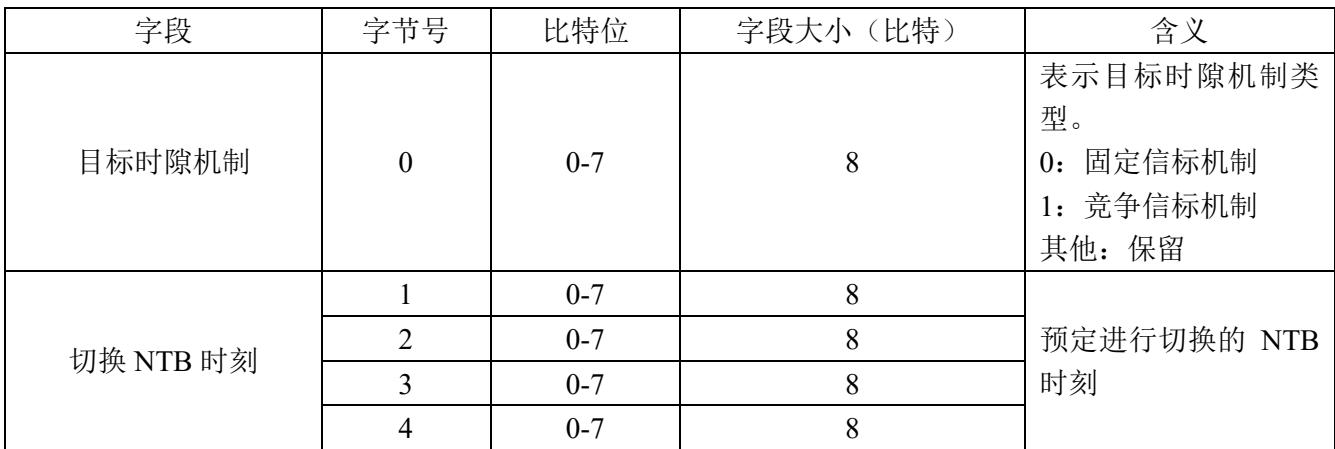 字段 字节号 比特位 字段大小（比特） 含义
目标时隙机制 0 0-7 8 表示目标时隙机制类
型。
0：固定信标机制
1：竞争信标机制
其他：保留
切换 NTB 时刻 1 0-7 8 预定进行切换的 NTB
时刻
2 0-7 8
3 0-7 8
4 0-7 8